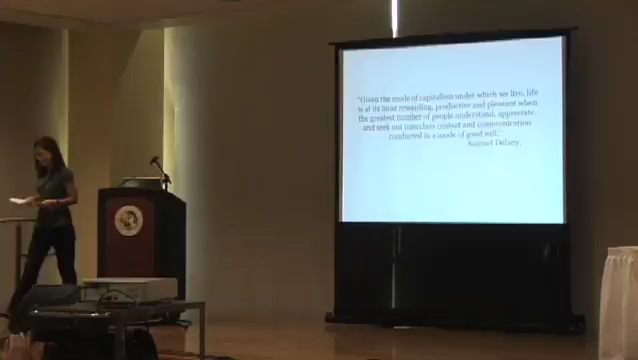 "Given the mode of capitalism under which we live, life
is at its most rewarding, productive and pleasant when
the greatest number of people understand, appreciate
and seek out interclass contact and communication
conducted in a mode of good will."
Samuel Delany,